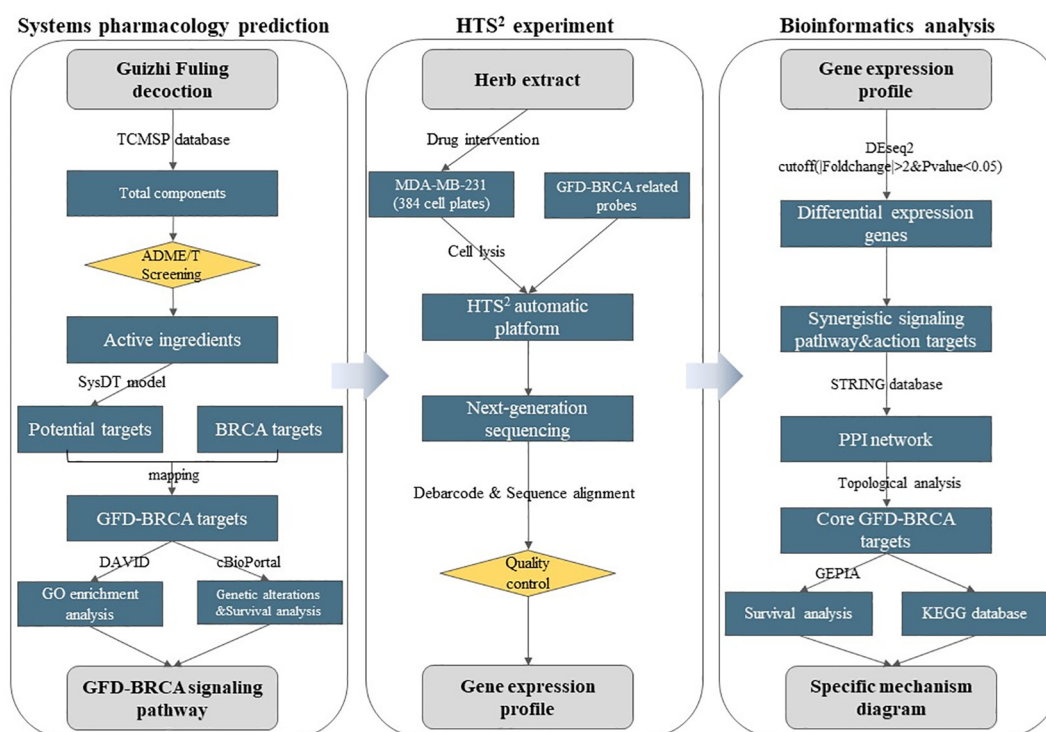 Systems pharmacology prediction
Guizhi Fuling
decoction
TCMSP database
Total components
ADME/T
Screening
Active ingredients
SysDT model
Potential targets
BRCA targets
mapping
GFD-BRCA targets
DAVID
cBioPortal
GO enrichment
analysis
Genetic alterations
&Survival analysis
GFD-BRCA signaling
pathway
HTS² experiment
Herb extract
Drug intervention
MDA-MB-231
(384 cell plates)
GFD-BRCA related
probes
Cell lysis
HTS² automatic
platform
Next-generation
sequencing
Debarcode & Sequence alignment
Quality
control
Gene expression
profile
Bioinformatics analysis
Gene expression
profile
DEseq2
cutoff(|Foldchange|>2&Pvalue<0.05)
Differential expression
genes
Synergistic signaling
pathway&action targets
STRING database
PPI network
Topological analysis
Core GFD-BRCA
targets
GEPIA
Survival analysis
KEGG database
Specific mechanism
diagram